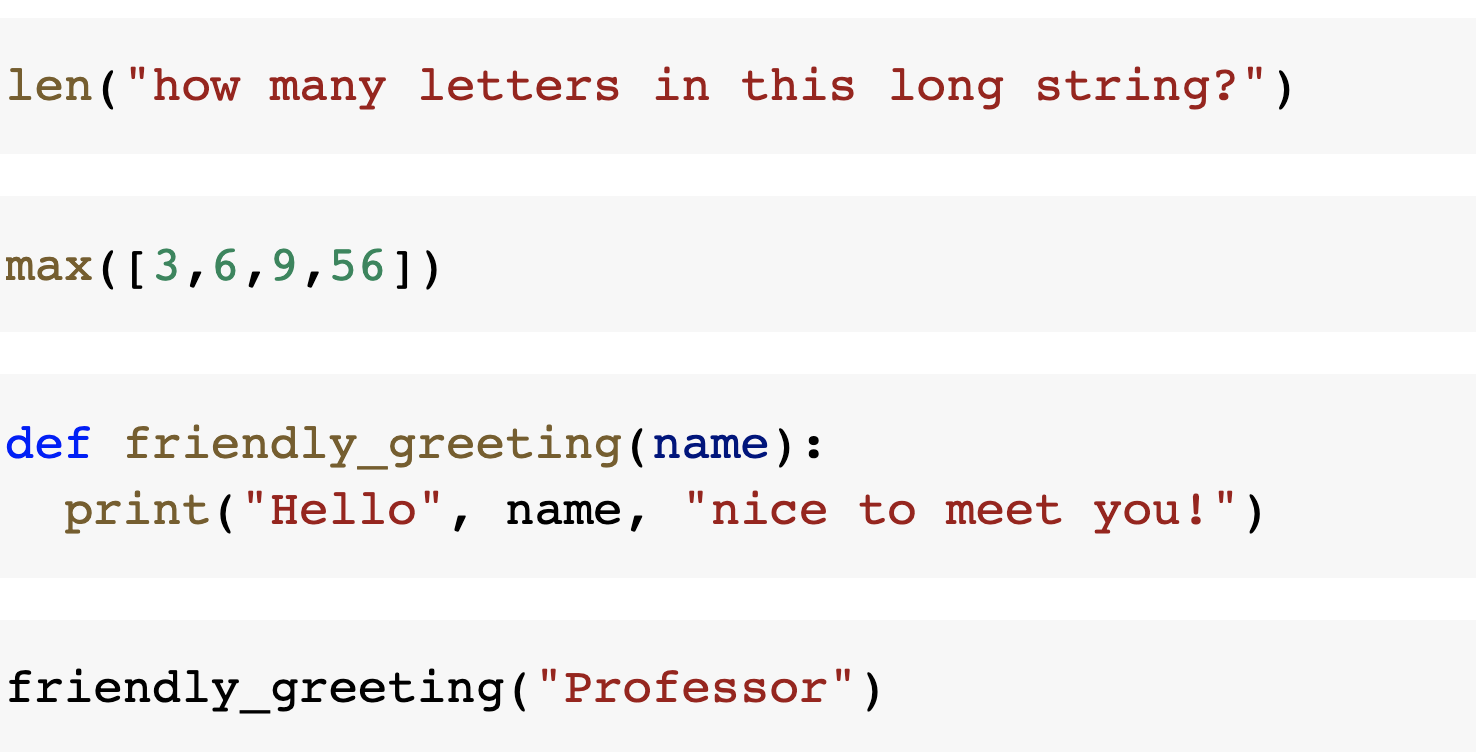 len("how many letters in this long string?")
max([3,6,9,56])
def friendly_greeting(name):
  print("Hello", name, "nice to meet you!")
friendly_greeting("Professor")